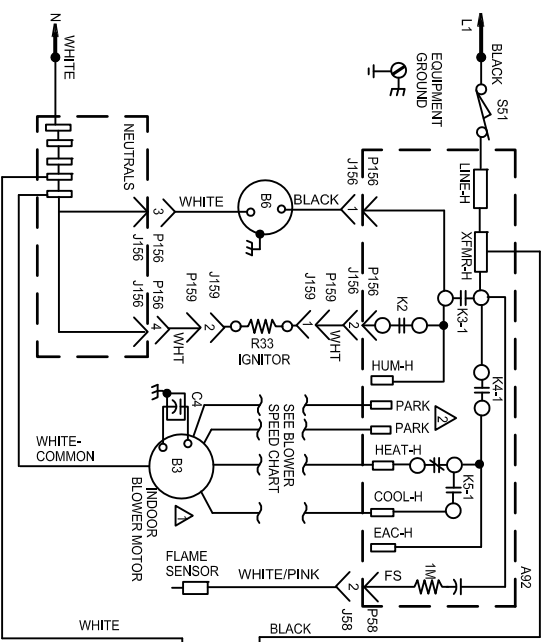 N
WHITE
L1
BLACK
S51
EQUIPMENT
GROUND
NEUTRALS
LINE-H
XFMR-H
P156
J156
3
WHITE
B6
BLACK
1
J156
P156
K3-1
J156
P156
4
WHT
P159
J159
2
R33
IGNITOR
J159
P159
1
WHT
J156
P156
2
K2
K4-1
HUM-H
C4
PARK
PARK
2
SEE BLOWER
SPEED CHART
HEAT-H
K5-1
COOL-H
WHITE-
COMMON
B3
INDOOR
BLOWER MOTOR
1
EAC-H
FLAME
SENSOR
WHITE/PINK
2
J58
P58
FS
1M
A92
WHITE
BLACK